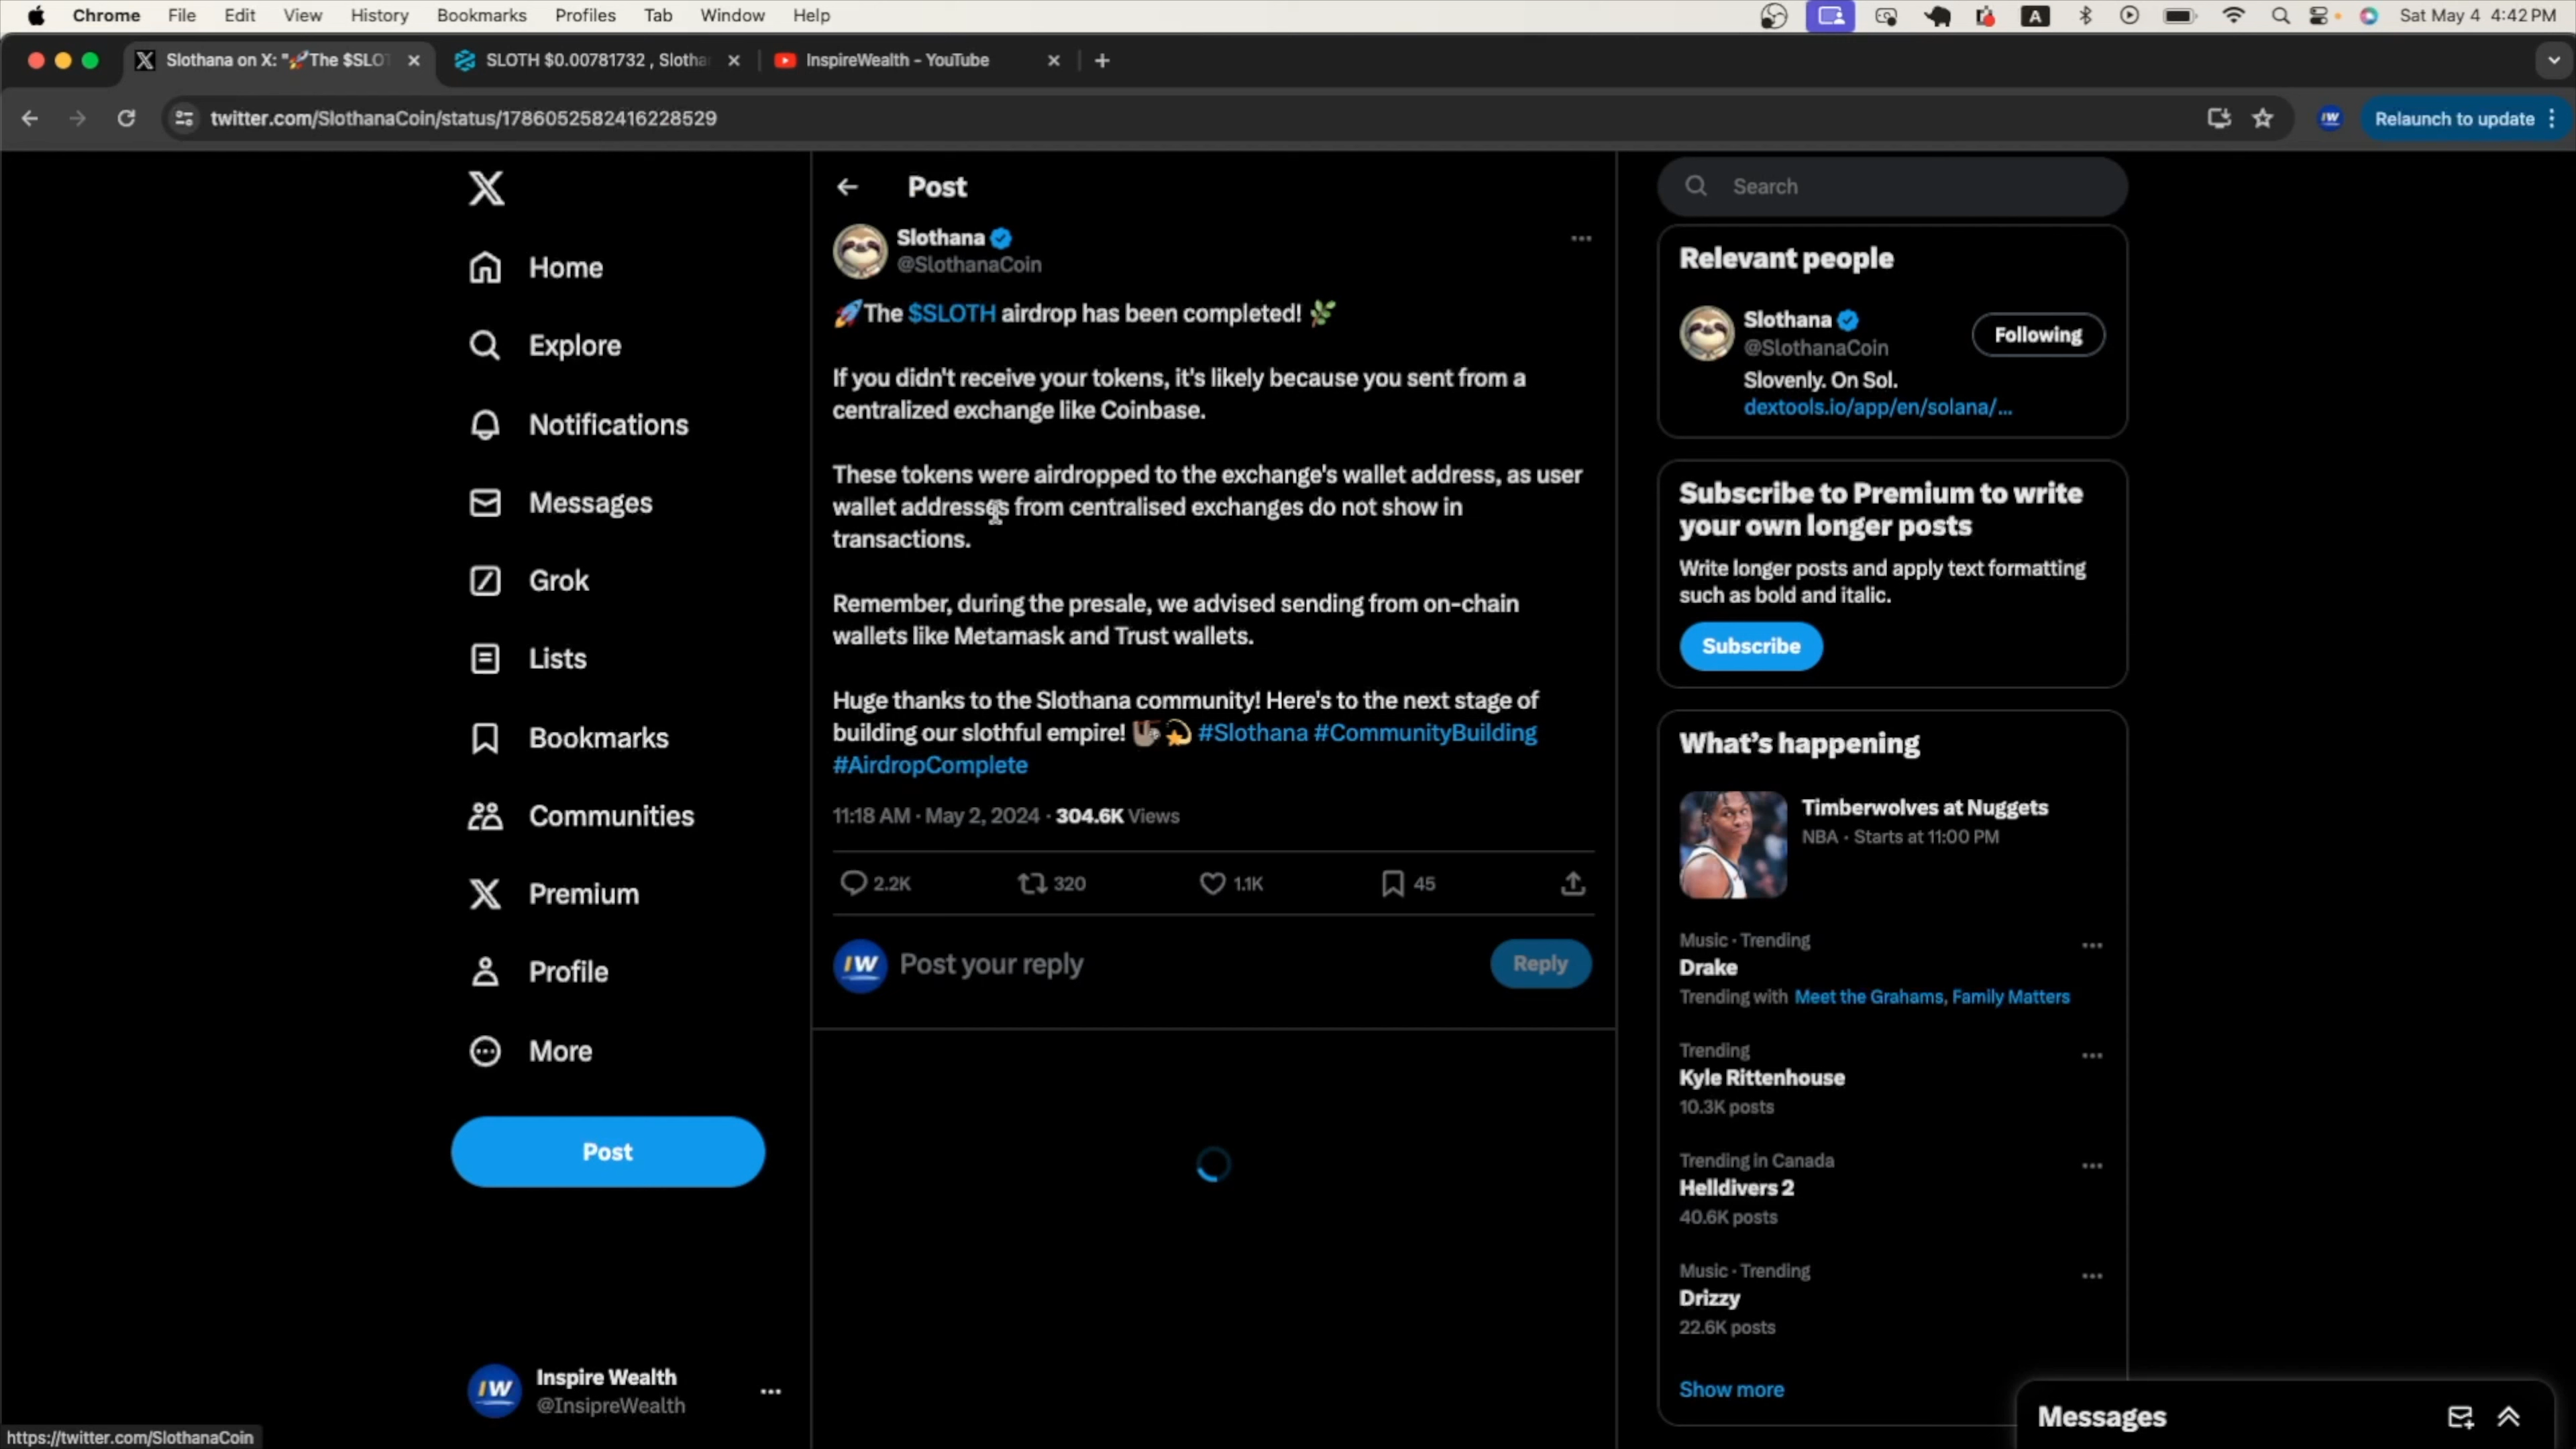 Chrome File Edit View History Bookmarks Profiles Tab Window Help
A
Sat May 4 4:42 PM
Slothana on X: "🚀The $SLO
SLOTH $0.00781732 , Slotha
InspireWealth - YouTube
twitter.com/SlothanaCoin/status/1786052582416228529
IW
Relaunch to update
Home
Explore
Notifications
Messages
Grok
Lists
Bookmarks
Communities
Premium
Profile
More
Post
IW
Inspire Wealth
@InsipreWealth
https://twitter.com/SlothanaCoin
Post
Slothana
@SlothanaCoin
🚀The $SLOTH airdrop has been completed! 🌿
If you didn't receive your tokens, it's likely because you sent from a
centralized exchange like Coinbase.
These tokens were airdropped to the exchange's wallet address, as user
wallet addresses from centralised exchanges do not show in
transactions.
Remember, during the presale, we advised sending from on-chain
wallets like Metamask and Trust wallets.
Huge thanks to the Slothana community! Here's to the next stage of
building our slothful empire! 🦥💫 #Slothana #CommunityBuilding
#AirdropComplete
11:18 AM · May 2, 2024 · 304.6K Views
2.2K 320 1.1K 45
IW
Post your reply
Reply
Search
Relevant people
Slothana
@SlothanaCoin
Following
Slovenly. On Sol.
dextools.io/app/en/solana/...
Subscribe to Premium to write
your own longer posts
Write longer posts and apply text formatting
such as bold and italic.
Subscribe
What's happening
Timberwolves at Nuggets
NBA · Starts at 11:00 PM
Music · Trending
Drake
Trending with Meet the Grahams, Family Matters
Trending
Kyle Rittenhouse
10.3K posts
Trending in Canada
Helldivers 2
40.6K posts
Music · Trending
Drizzy
22.6K posts
Show more
Messages